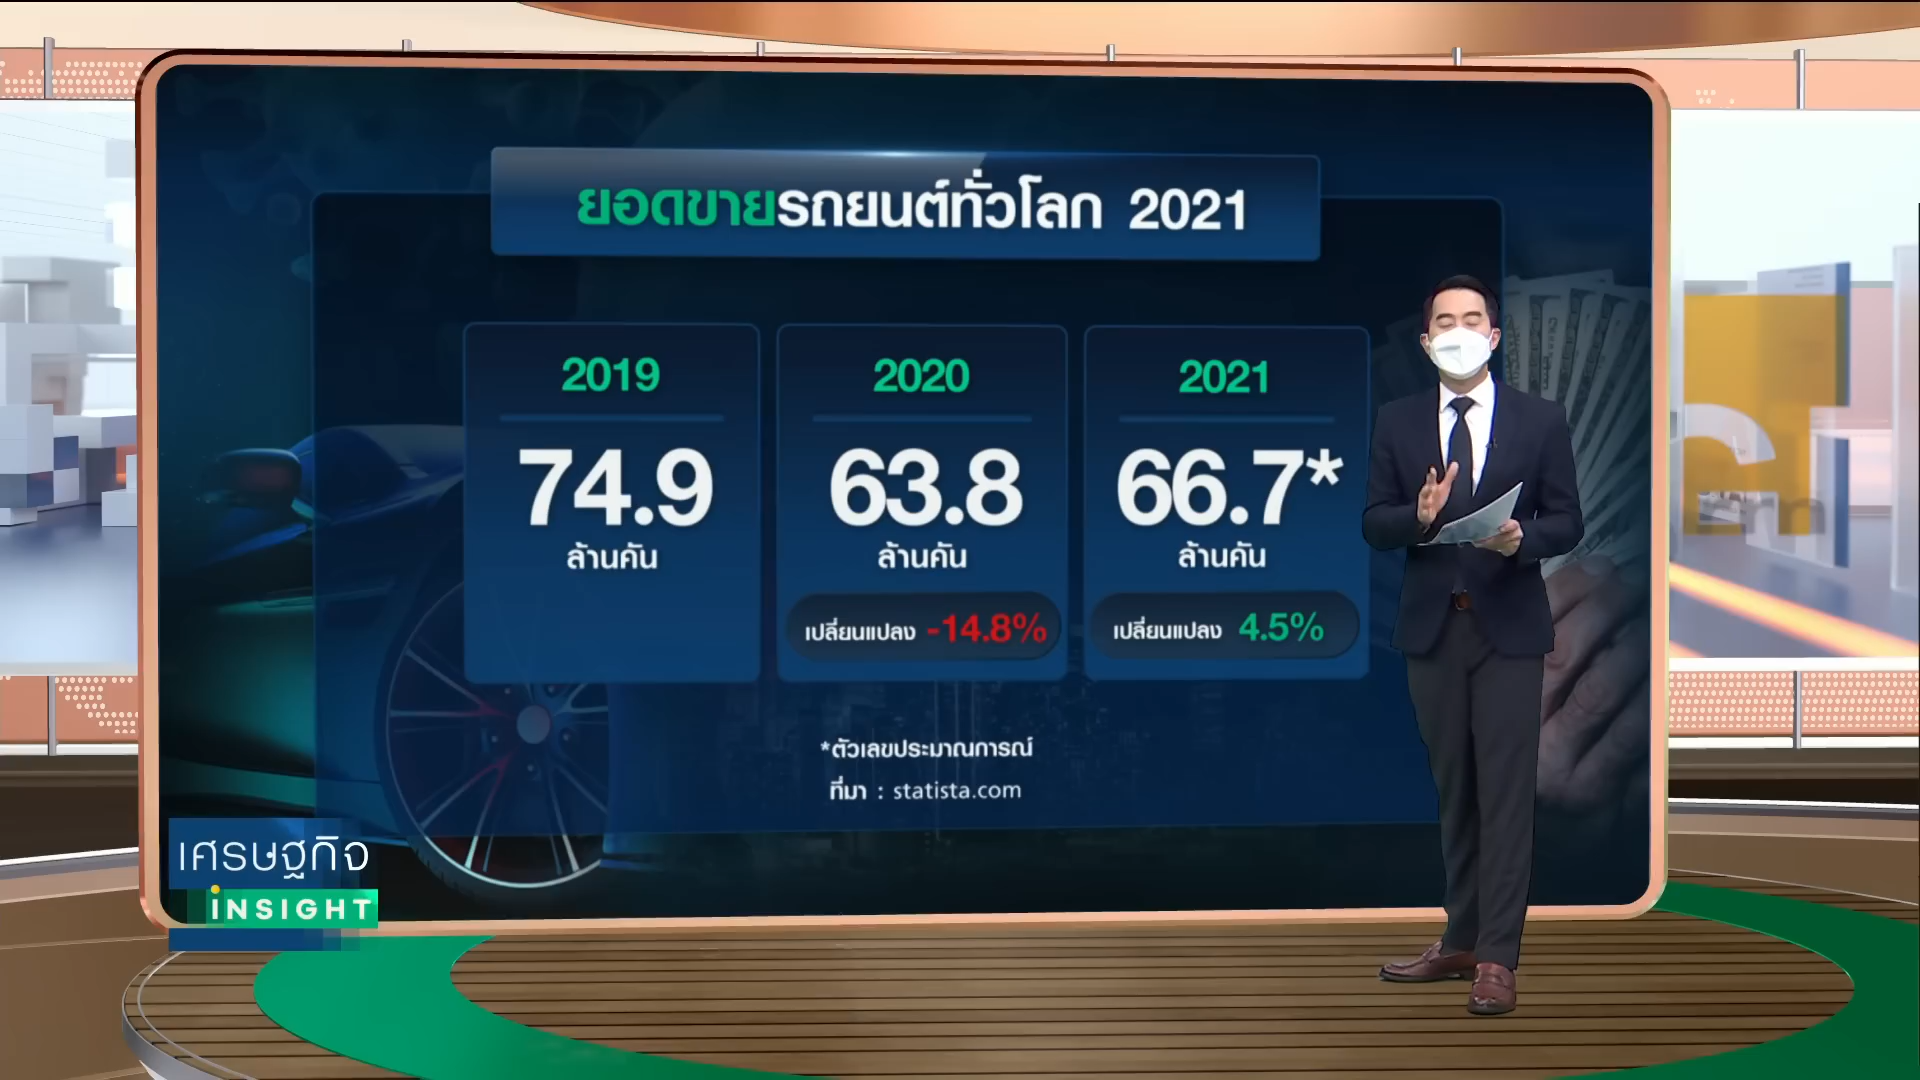 ยอดขายรถยนต์ทั่วโลก 2021
2019
74.9
ล้านคัน
2020
63.8
ล้านคัน
เปลี่ยนแปลง -14.8%
2021
66.7*
ล้านคัน
เปลี่ยนแปลง 4.5%
*ตัวเลขประมาณการณ์
ที่มา : statista.com
เศรษฐกิจ
INSIGHT